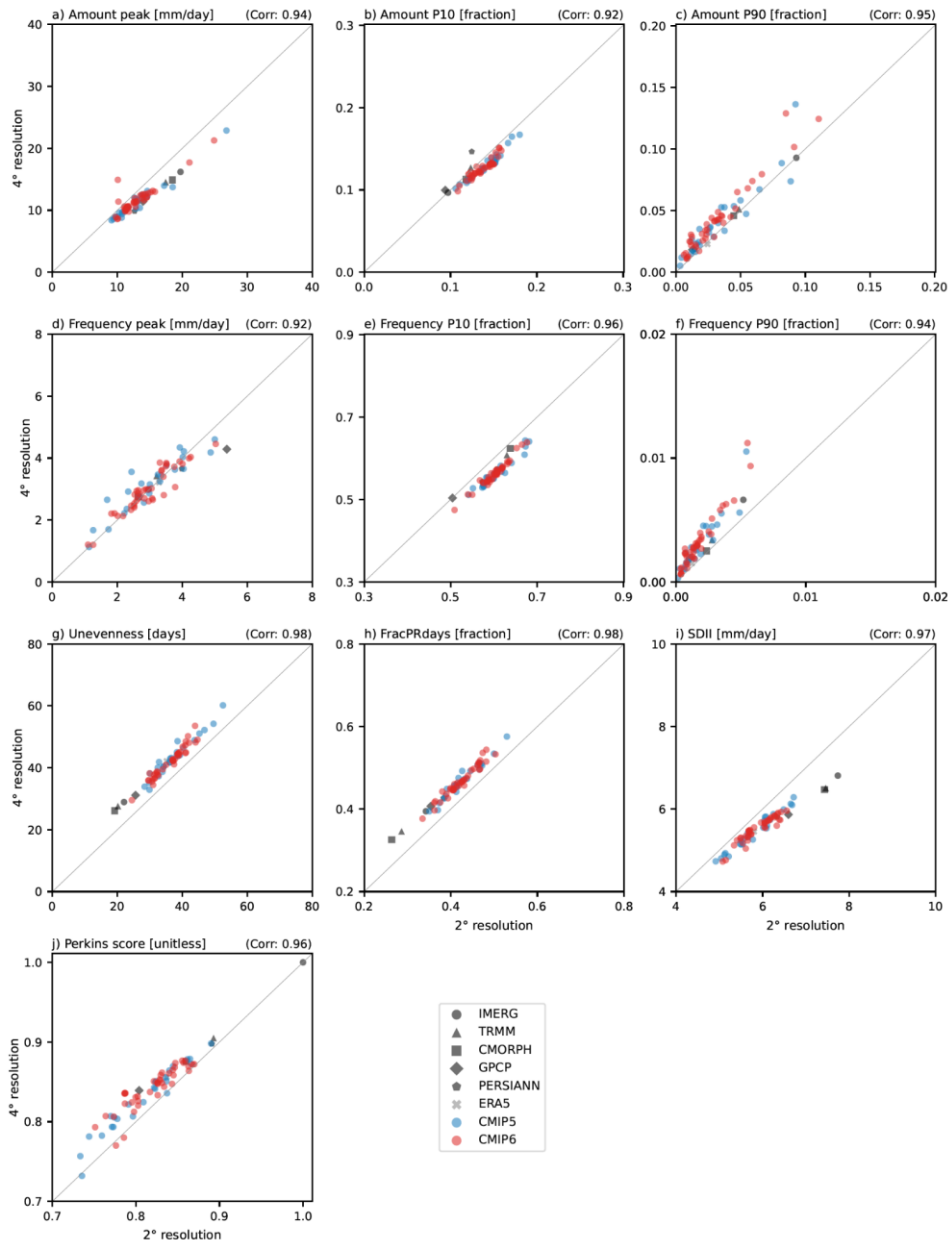 a) Amount peak [mm/day] (Corr: 0.94)
b) Amount P10 [fraction] (Corr: 0.92)
c) Amount P90 [fraction] (Corr: 0.95)
40
30
20
10
0
4° resolution
0 10 20 30 40
0.3
0.2
0.1
0.0
0.0 0.1 0.2 0.3
0.20
0.15
0.10
0.05
0.00
0.00 0.05 0.10 0.15 0.20
d) Frequency peak [mm/day] (Corr: 0.92)
e) Frequency P10 [fraction] (Corr: 0.96)
f) Frequency P90 [fraction] (Corr: 0.94)
8
6
4
2
0
4° resolution
0 2 4 6 8
0.9
0.7
0.5
0.3
0.3 0.5 0.7 0.9
0.02
0.01
0.00
0.00 0.01 0.02
g) Unevenness [days] (Corr: 0.98)
h) FracPRdays [fraction] (Corr: 0.98)
i) SDII [mm/day] (Corr: 0.97)
80
60
40
20
0
4° resolution
0 20 40 60 80
0.8
0.6
0.4
0.2
0.2 0.4 0.6 0.8
2° resolution
10
8
6
4
4 6 8 10
2° resolution
j) Perkins score [unitless] (Corr: 0.96)
1.0
0.9
0.8
0.7
4° resolution
0.7 0.8 0.9 1.0
2° resolution
IMERG
TRMM
CMORPH
GPCP
PERSIANN
ERA5
CMIP5
CMIP6